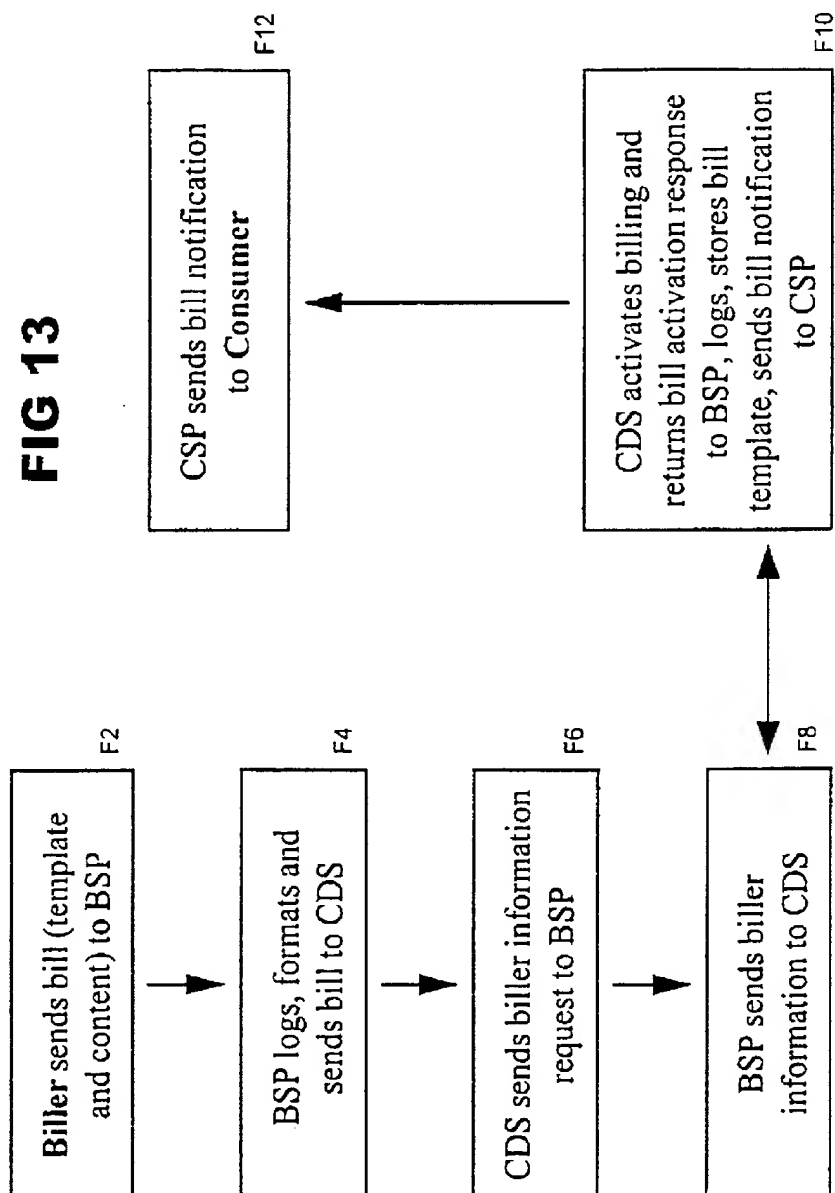 FIG 13
Biller sends bill (template
and content) to BSP
F2
BSP logs, formats and
sends bill to CDS
F4
CDS sends biller information
request to BSP
F6
BSP sends biller
information to CDS
F8
CDS activates billing and
returns bill activation response
to BSP, logs, stores bill
template, sends bill notification
to CSP
F10
CSP sends bill notification
to Consumer
F12